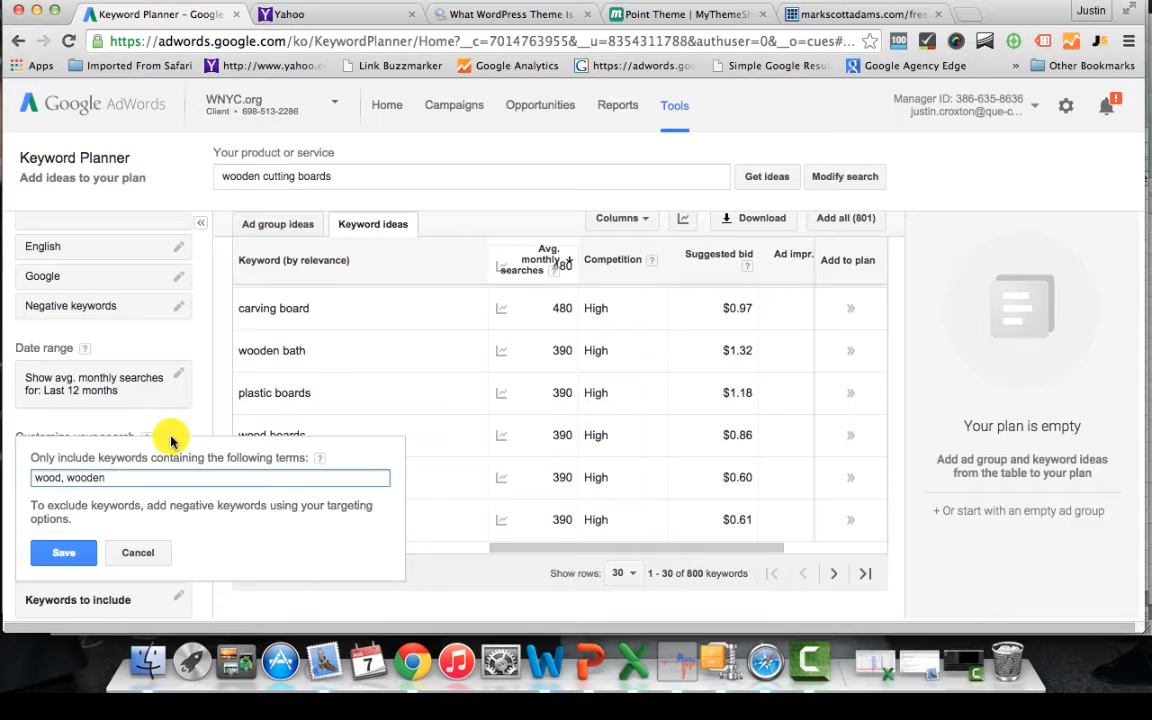 Keyword Planner – Google
Yahoo
What WordPress Theme Is
Point Theme | MyThemeSh
markscottadams.com/free
Justin
https://adwords.google.com/ko/KeywordPlanner/Home?__c=7014763955&__u=8354311788&authuser=0&__o=cues#...
100
Apps
Imported From Safari
http://www.yahoo.c
Link Buzzmarker
Google Analytics
https://adwords.goo
Simple Google Resu
Google Agency Edge
»
Other Bookmarks
Google AdWords
WNYC.org
Client • 698-513-2286
Home
Campaigns
Opportunities
Reports
Tools
Manager ID: 386-635-8636
justin.croxton@que-c...
!
Keyword Planner
Add ideas to your plan
Your product or service
wooden cutting boards
Get ideas
Modify search
«
English
Google
Negative keywords
Date range ?
Show avg. monthly searches
for: Last 12 months
Ad group ideas
Keyword ideas
Columns
Download
Add all (801)
Keyword (by relevance)
Avg.
monthly
searches ?
480
Competition ?
Suggested bid
?
Ad impr.
Add to plan
carving board 480 High $0.97 »
wooden bath 390 High $1.32 »
plastic boards 390 High $1.18 »
wood boards 390 High $0.86 »
390 High $0.60 »
390 High $0.61 »
Customize your search
Only include keywords containing the following terms: ?
wood, wooden
To exclude keywords, add negative keywords using your targeting
options.
Save
Cancel
Keywords to include
Show rows: 30 1 - 30 of 800 keywords
Your plan is empty
Add ad group and keyword ideas
from the table to your plan
+ Or start with an empty ad group
AUG
7